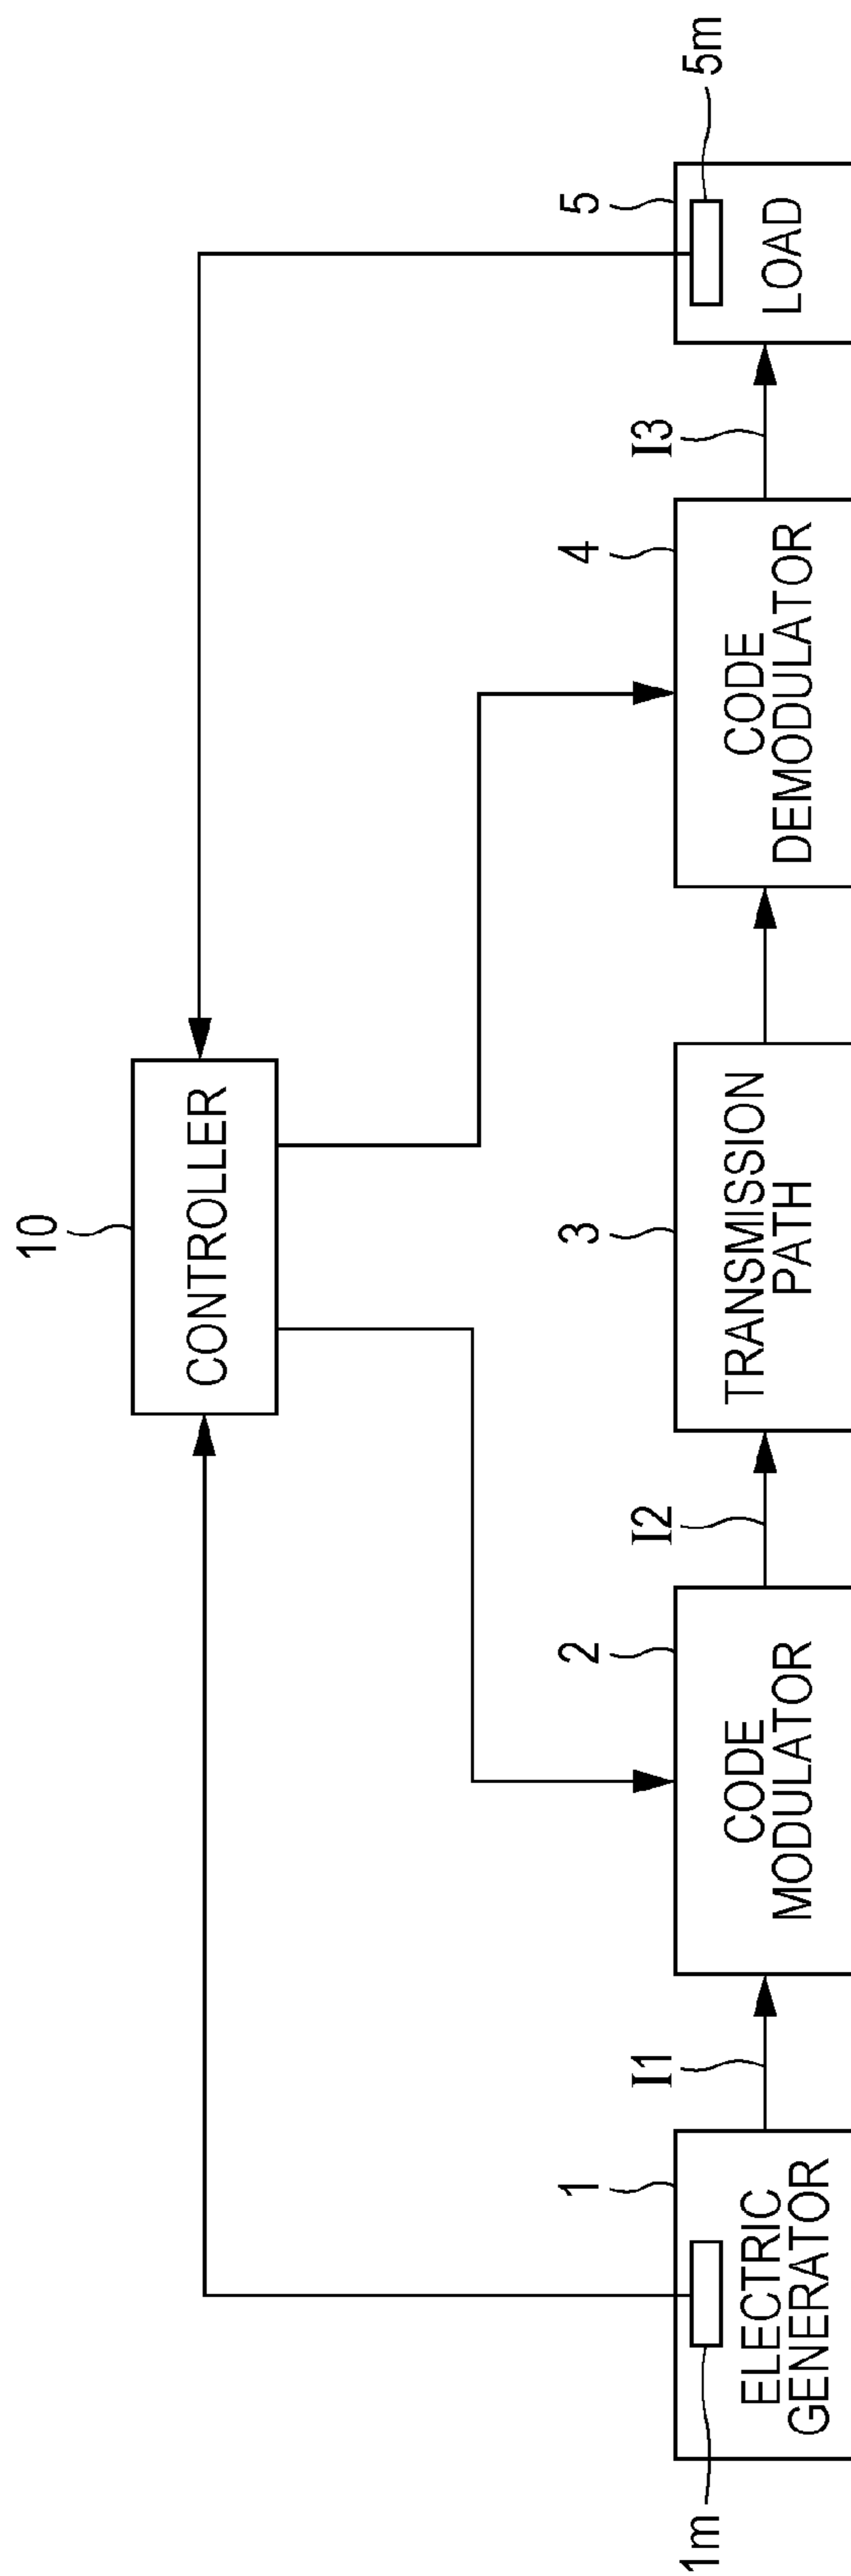 10
CONTROLLER
1m
1
ELECTRIC
GENERATOR
I1
2
CODE
MODULATOR
I2
3
TRANSMISSION
PATH
4
CODE
DEMODULATOR
I3
5
LOAD
5m